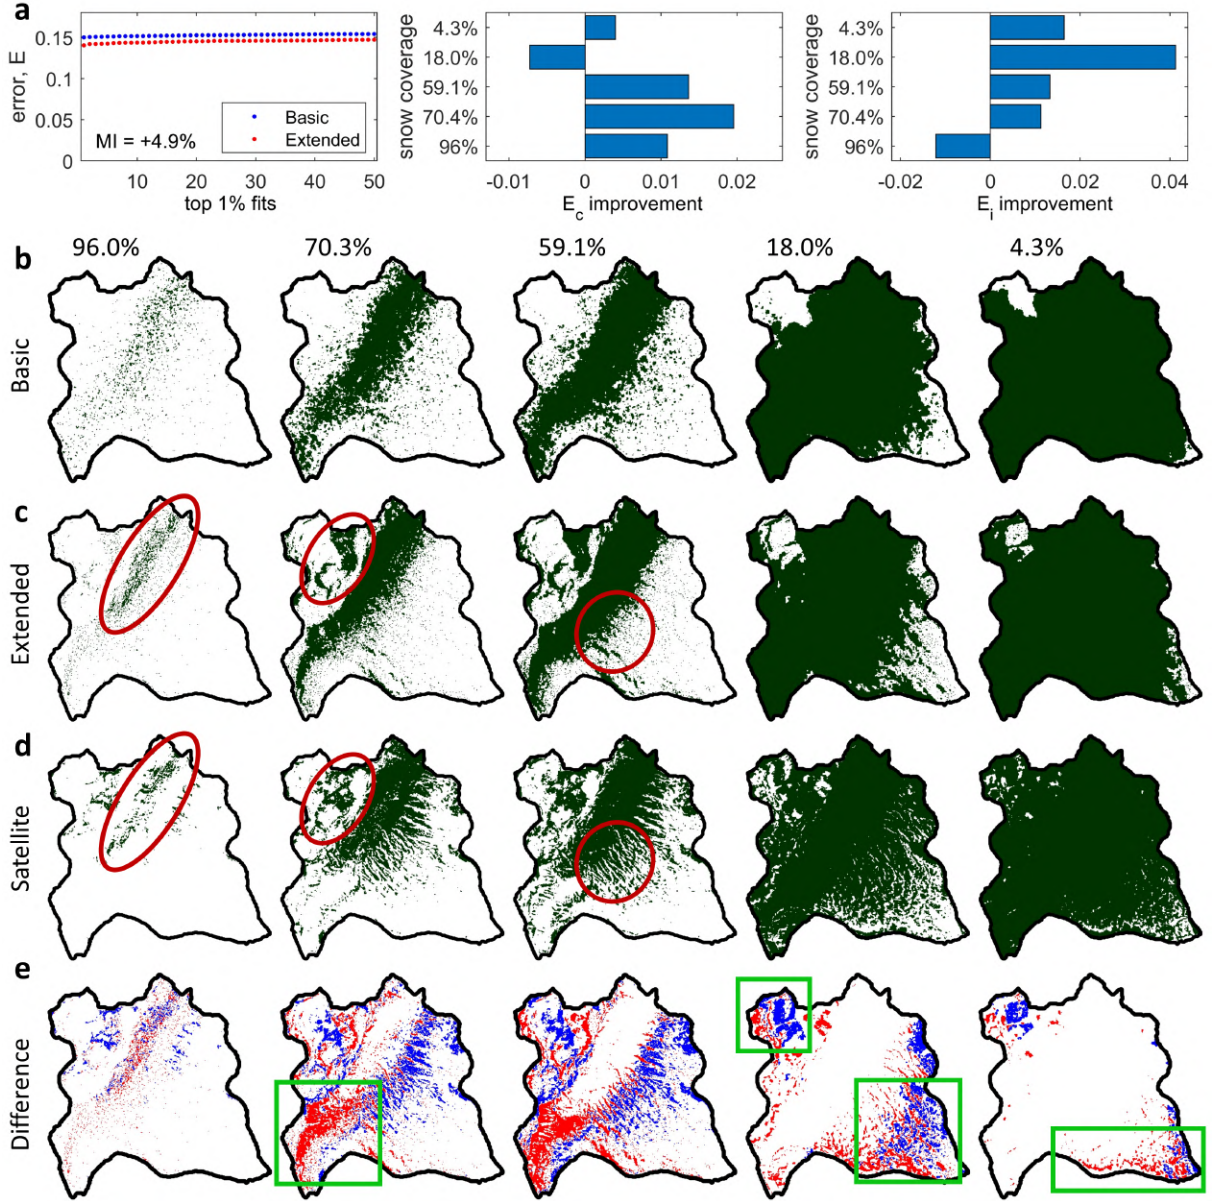 a
error, E
0.15
0.1
0.05
0
MI = +4.9%
Basic
Extended
10 20 30 40 50
top 1% fits
snow coverage
4.3%
18.0%
59.1%
70.4%
96%
-0.01 0 0.01 0.02
E_c improvement
snow coverage
4.3%
18.0%
59.1%
70.4%
96%
-0.02 0 0.02 0.04
E_i improvement
96.0% 70.3% 59.1% 18.0% 4.3%
b
Basic
c
Extended
d
Satellite
e
Difference